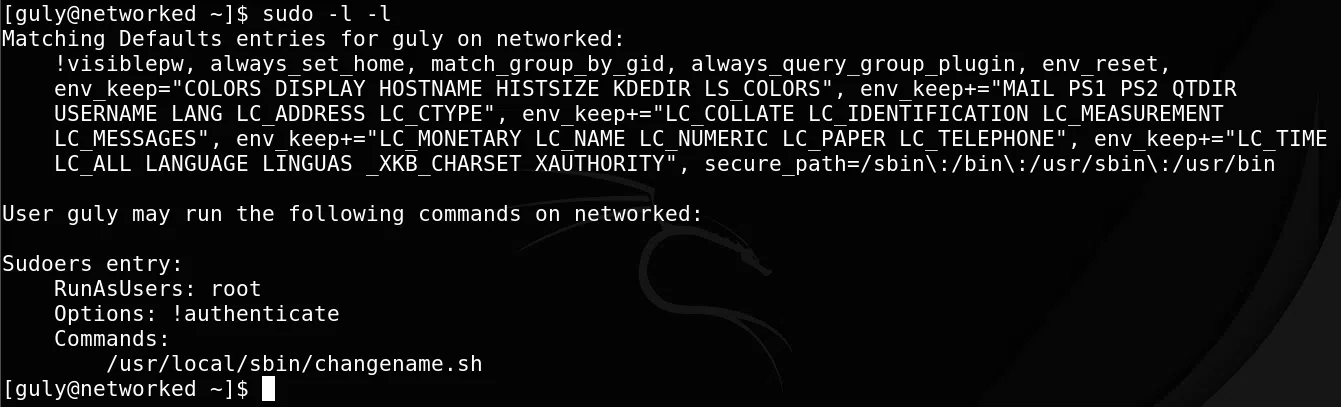 [guly@networked ~]$ sudo -l -l
Matching Defaults entries for guly on networked:
    !visiblepw, always_set_home, match_group_by_gid, always_query_group_plugin, env_reset,
    env_keep="COLORS DISPLAY HOSTNAME HISTSIZE KDEDIR LS_COLORS", env_keep+="MAIL PS1 PS2 QTDIR
    USERNAME LANG LC_ADDRESS LC_CTYPE", env_keep+="LC_COLLATE LC_IDENTIFICATION LC_MEASUREMENT
    LC_MESSAGES", env_keep+="LC_MONETARY LC_NAME LC_NUMERIC LC_PAPER LC_TELEPHONE", env_keep+="LC_TIME
    LC_ALL LANGUAGE LINGUAS _XKB_CHARSET XAUTHORITY", secure_path=/sbin\:/bin\:/usr/sbin\:/usr/bin

User guly may run the following commands on networked:

Sudoers entry:
    RunAsUsers: root
    Options: !authenticate
    Commands:
        /usr/local/sbin/changename.sh
[guly@networked ~]$